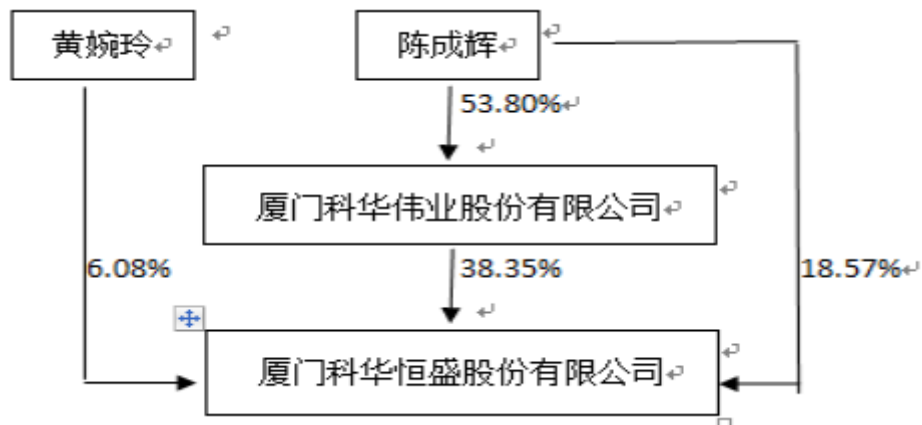 黄婉玲
陈成辉
53.80%
厦门科华伟业股份有限公司
6.08%
38.35%
18.57%
厦门科华恒盛股份有限公司